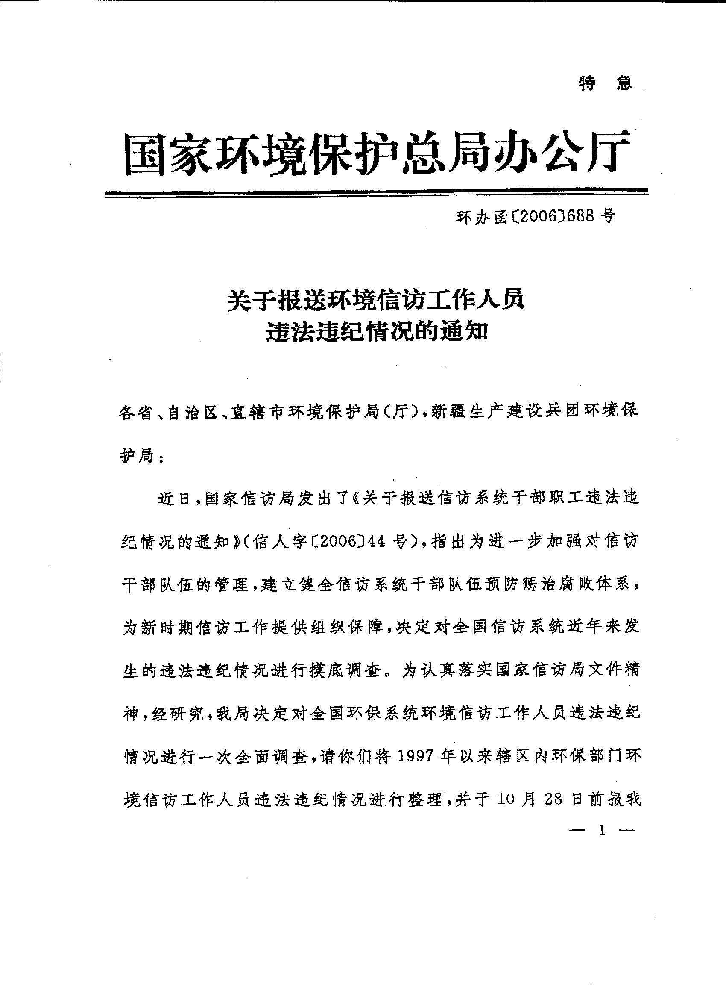 特 急
国家环境保护总局办公厅
环办函〔2006〕688 号
关于报送环境信访工作人员
违法违纪情况的通知
各省、自治区、直辖市环境保护局(厅),新疆生产建设兵团环境保
护局:
近日,国家信访局发出了《关于报送信访系统干部职工违法违
纪情况的通知》(信人字〔2006〕44 号),指出为进一步加强对信访
干部队伍的管理,建立健全信访系统干部队伍预防惩治腐败体系,
为新时期信访工作提供组织保障,决定对全国信访系统近年来发
生的违法违纪情况进行摸底调查。为认真落实国家信访局文件精
神,经研究,我局决定对全国环保系统环境信访工作人员违法违纪
情况进行一次全面调查,请你们将 1997 年以来辖区内环保部门环
境信访工作人员违法违纪情况进行整理,并于 10 月 28 日前报我
— 1 —